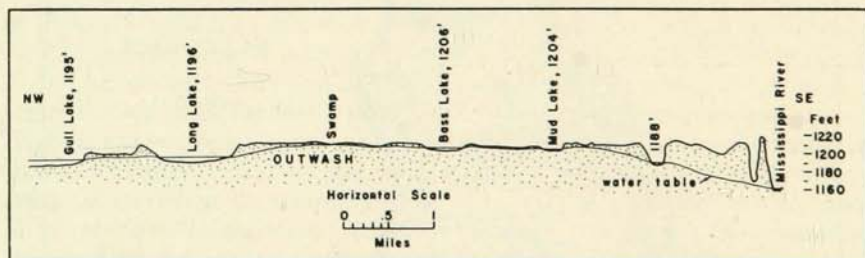 NW
Gull Lake, 1195'
Long Lake, 1196'
Swamp
Bass Lake, 1206'
Mud Lake, 1204'
1188'
Mississippi River
SE
Feet
1220
1200
1180
1160
OUTWASH
water table
Horizontal Scale
0 .5 1
Miles